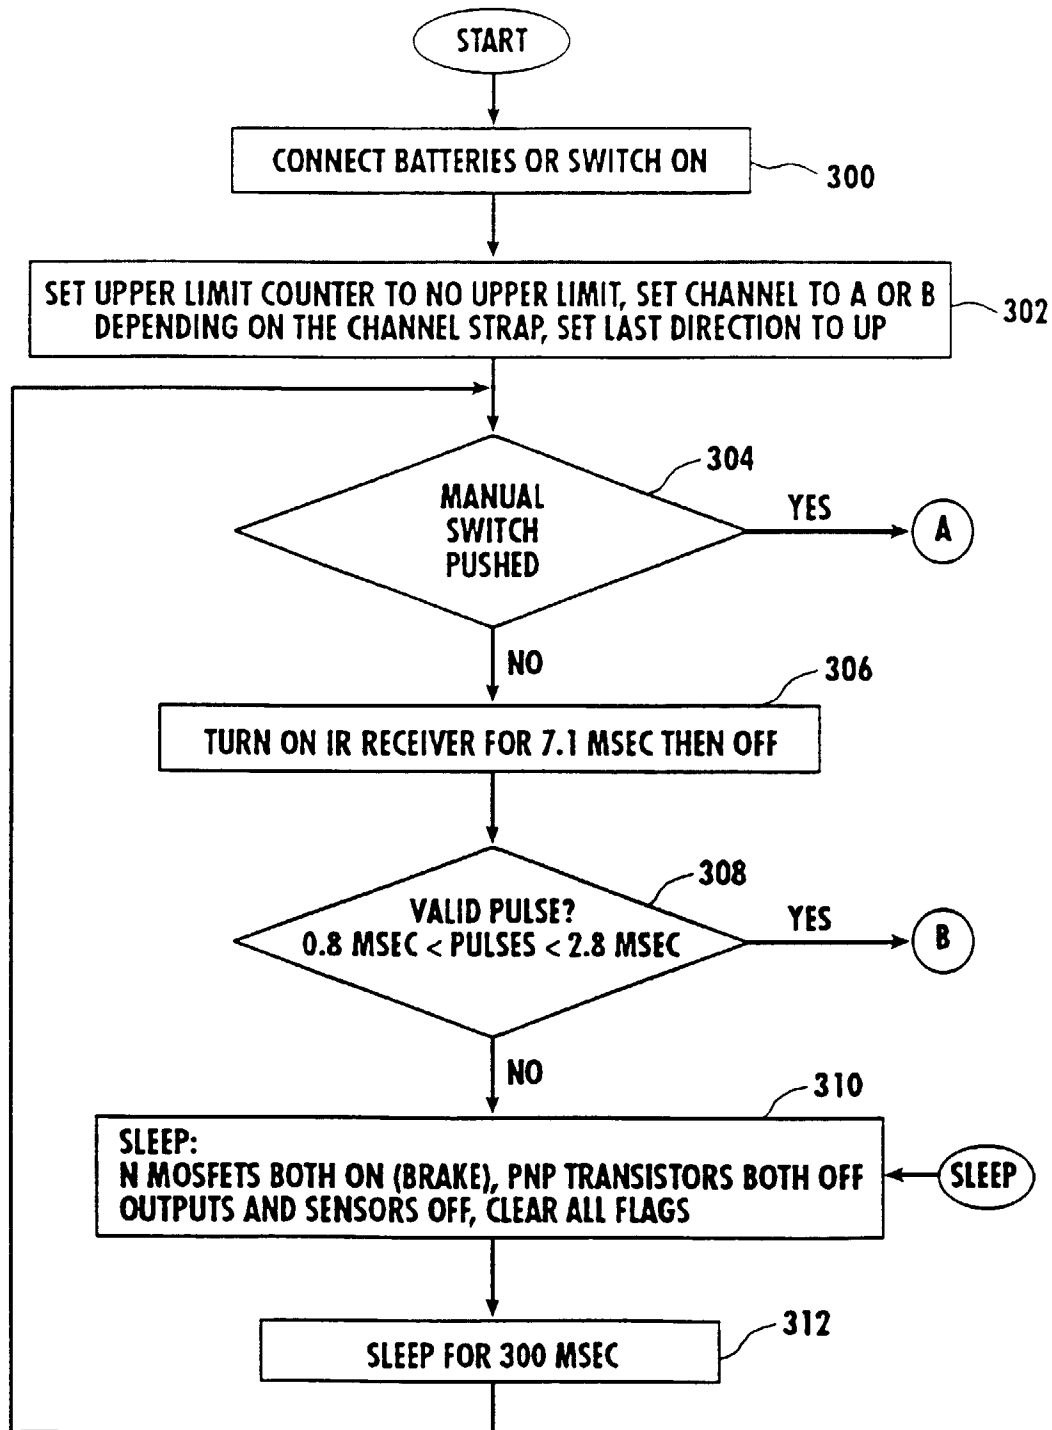 START
CONNECT BATTERIES OR SWITCH ON
300
SET UPPER LIMIT COUNTER TO NO UPPER LIMIT, SET CHANNEL TO A OR B
DEPENDING ON THE CHANNEL STRAP, SET LAST DIRECTION TO UP
302
304
MANUAL
SWITCH
PUSHED
YES
A
NO
306
TURN ON IR RECEIVER FOR 7.1 MSEC THEN OFF
308
VALID PULSE?
0.8 MSEC < PULSES < 2.8 MSEC
YES
B
NO
310
SLEEP:
N MOSFETS BOTH ON (BRAKE), PNP TRANSISTORS BOTH OFF
OUTPUTS AND SENSORS OFF, CLEAR ALL FLAGS
SLEEP
312
SLEEP FOR 300 MSEC